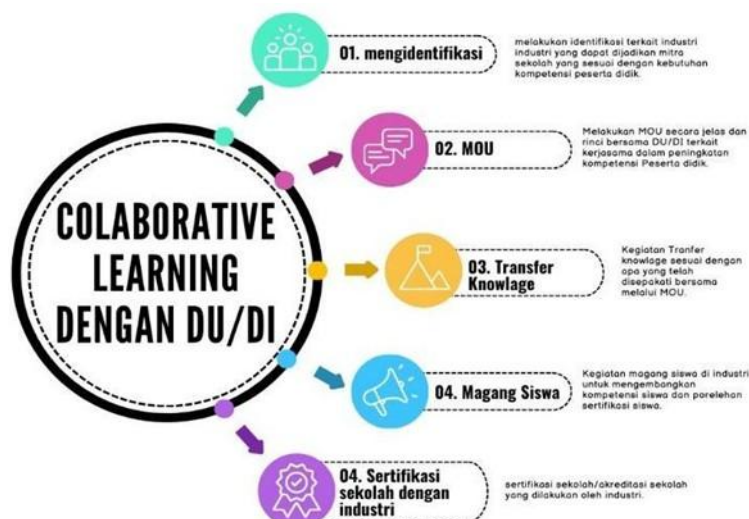 COLABORATIVE
LEARNING
DENGAN DU/DI
01. mengidentifikasi
melakukan identifikasi terkait industri
industri yang dapat dijadikan mitra
sekolah yang sesuai dengan kebutuhan
kompetensi peserta didik.
02. MOU
Melakukan MOU secara jelas dan
rinci bersama DU/DI terkait
kerjasama dalam peningkatan
kompetensi Peserta didik.
03. Transfer
Knowlage
Kegiatan Tranfer
knowlage sesuai dengan
apa yang telah
disepakati bersama
melalui MOU.
04. Magang Siswa
Kegiatan magang siswa di industri
untuk mengembangkan
kompetensi siswa dan porelehan
sertifikasi siswa.
04. Sertifikasi
sekolah dengan
industri
sertifikasi sekolah/akreditasi sekolah
yang dilakukan oleh industri.